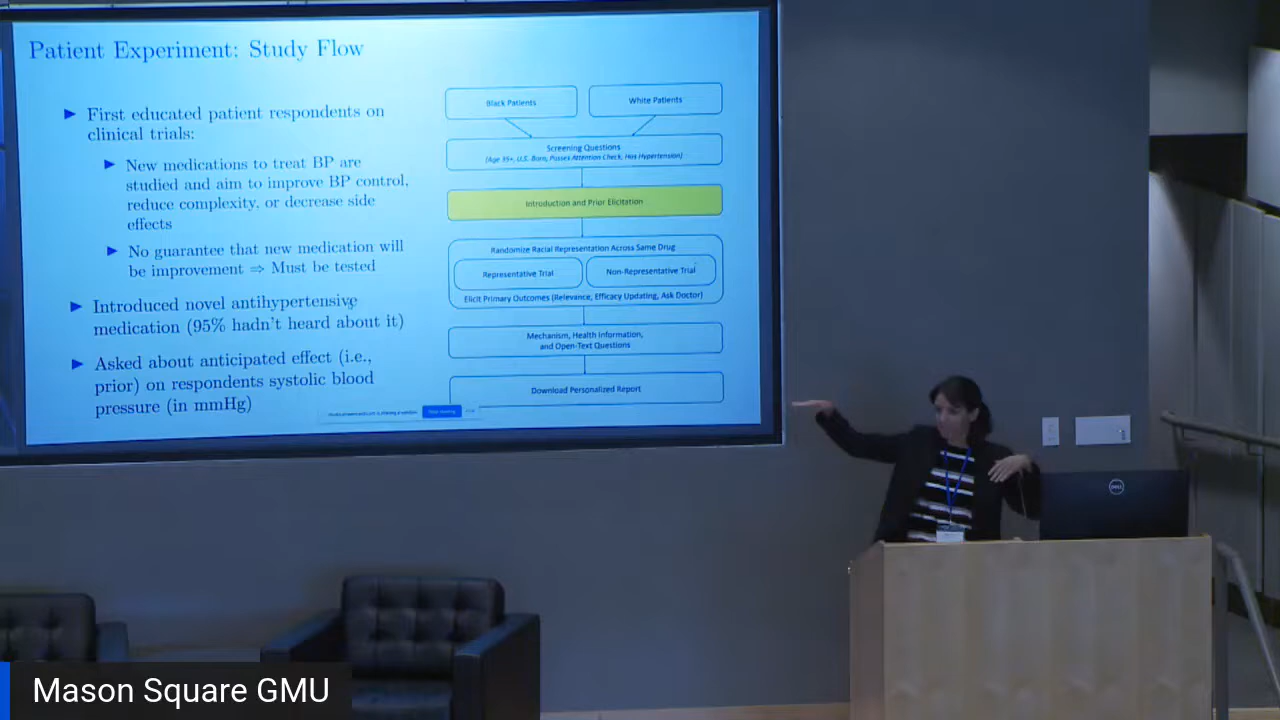 Patient Experiment: Study Flow
First educated patient respondents on
clinical trials:
New medications to treat BP are
studied and aim to improve BP control,
reduce complexity, or decrease side
effects
No guarantee that new medication will
be improvement ⇒ Must be tested
Introduced novel antihypertensive
medication (95% hadn't heard about it)
Asked about anticipated effect (i.e.,
prior) on respondents systolic blood
pressure (in mmHg)
Black Patients
White Patients
Screening Questions
(Age 35+, U.S. Born, Passes Attention Check, Has Hypertension)
Introduction and Prior Elicitation
Randomize Racial Representation Across Same Drug
Representative Trial
Non-Representative Trial
Elicit Primary Outcomes (Relevance, Efficacy Updating, Ask Doctor)
Mechanism, Health Information,
and Open-Text Questions
Download Personalized Report
DELL
Mason Square GMU